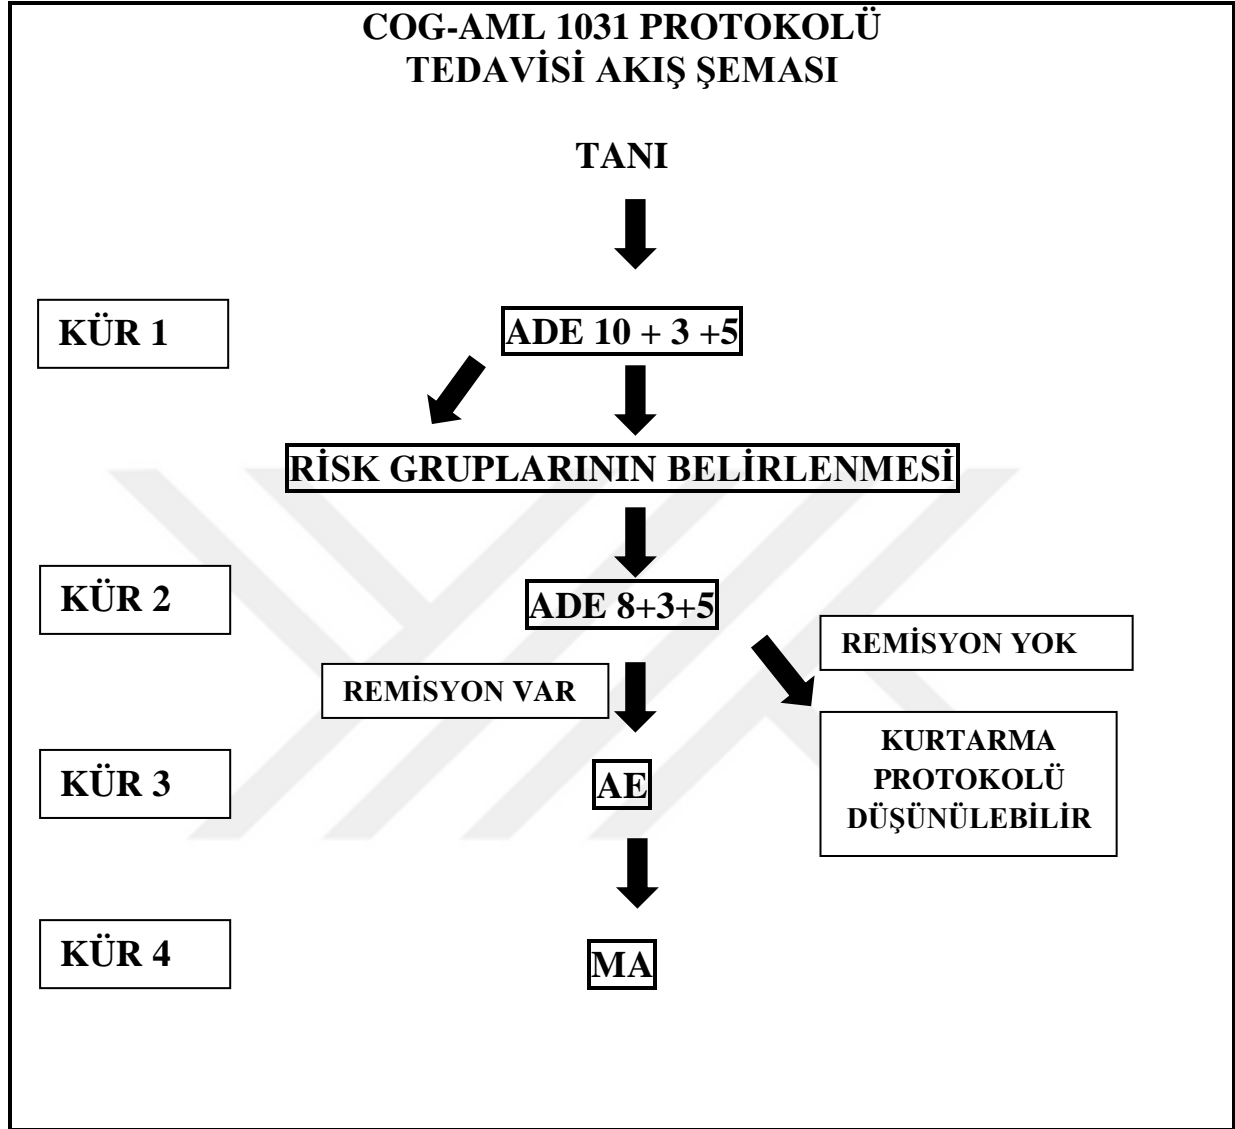 COG-AML 1031 PROTOKOLÜ
TEDAVİSİ AKIŞ ŞEMASI
TANI
KÜR 1
ADE 10 + 3 +5
RİSK GRUPLARININ BELİRLENMESİ
KÜR 2
ADE 8+3+5
REMİSYON YOK
REMİSYON VAR
KURTARMA
PROTOKOLÜ
DÜŞÜNÜLEBİLİR
KÜR 3
AE
KÜR 4
MA